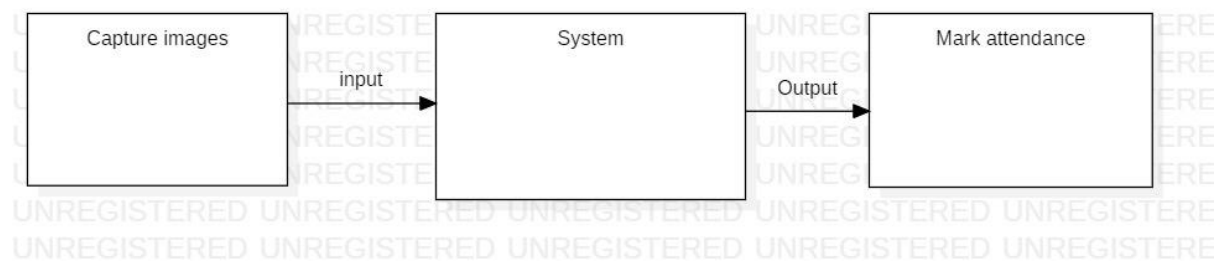 Capture images
System
Mark attendance
input
Output
UNREGISTERED UNREGISTERED UNREGISTERED UNREGISTERED UNREGISTERE
UNREGISTERED UNREGISTERED UNREGISTERED UNREGISTERED UNREGISTERE